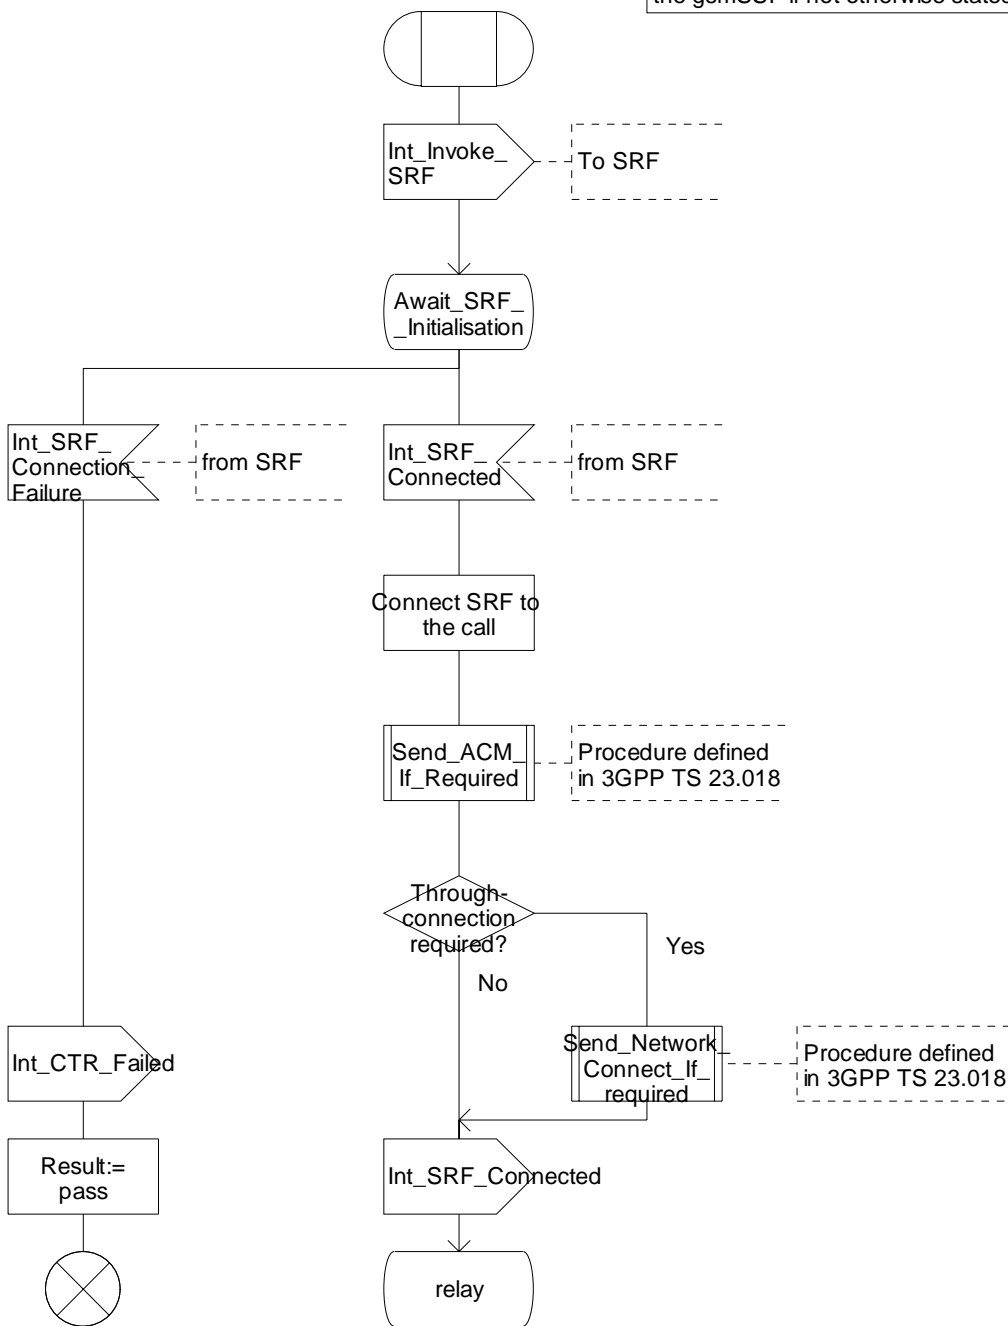 the gsmSSF if not otherwise stated
Int_Invoke_
SRF
To SRF
Await_SRF_
_Initialisation
Int_SRF_
Connection_
Failure
from SRF
Int_SRF_
Connected
from SRF
Connect SRF to
the call
Send_ACM_
If_Required
Procedure defined
in 3GPP TS 23.018
Through-
connection
required?
Yes
No
Int_CTR_Failed
Send_Network_
Connect_If_
required
Procedure defined
in 3GPP TS 23.018
Result:=
pass
Int_SRF_Connected
relay